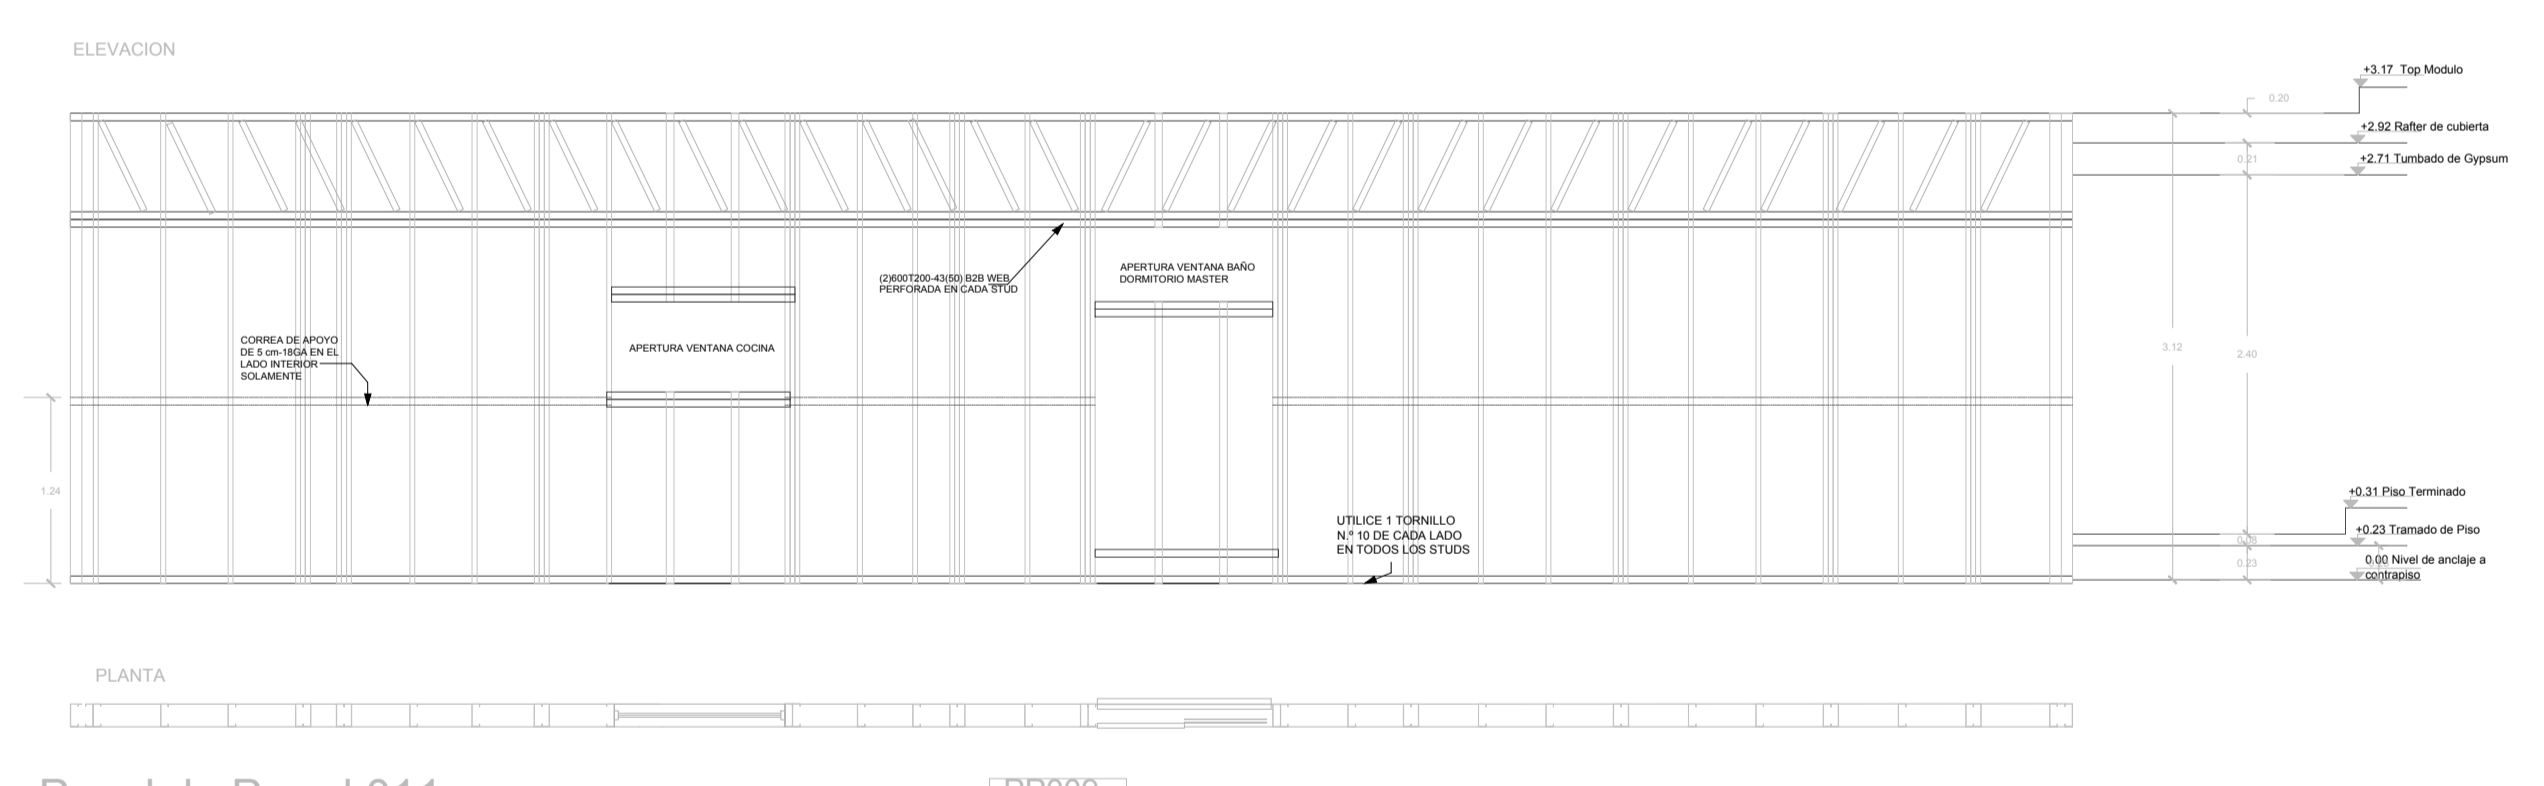 ELEVACION
+3.17 Top Modulo
0.20
+2.92 Rafter de cubierta
0.21
+2.71 Tumbado de Gypsum
APERTURA VENTANA BAÑO
DORMITORIO MASTER
(2)600T200-43(50) B2B WEB
PERFORADA EN CADA STUD
CORREA DE APOYO
DE 5 cm-18GA EN EL
LADO INTERIOR
SOLAMENTE
APERTURA VENTANA COCINA
3.12
2.40
1.24
+0.31 Piso Terminado
UTILICE 1 TORNILLO
N.º 10 DE CADA LADO
EN TODOS LOS STUDS
+0.23 Tramado de Piso
0.08
0.00 Nivel de anclaje a
contrapiso
0.23
PLANTA